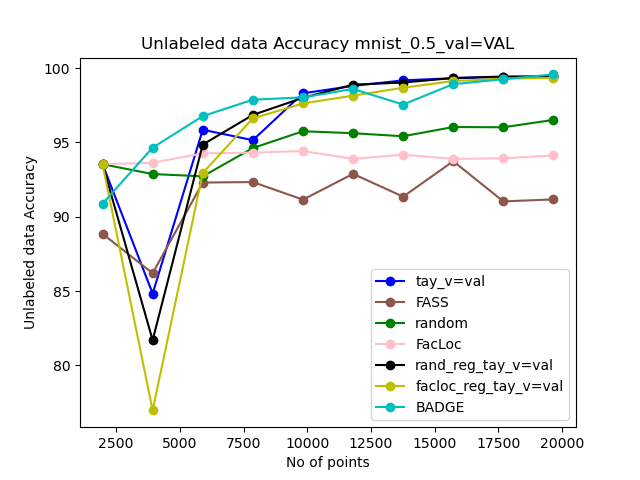 Unlabeled data Accuracy mnist_0.5_val=VAL
100
95
90
85
80
Unlabeled data Accuracy
tay_v=val
FASS
random
FacLoc
rand_reg_tay_v=val
facloc_reg_tay_v=val
BADGE
2500 5000 7500 10000 12500 15000 17500 20000
No of points